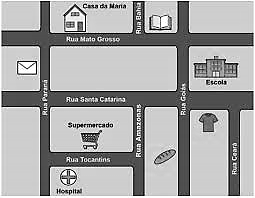 Casa da Maria
Rua Bahia
Rua Mato Grosso
Escola
Rua Paraná
Rua Santa Catarina
Rua Goiás
Supermercado
Rua Amazonas
Rua Tocantins
Rua Ceará
Hospital